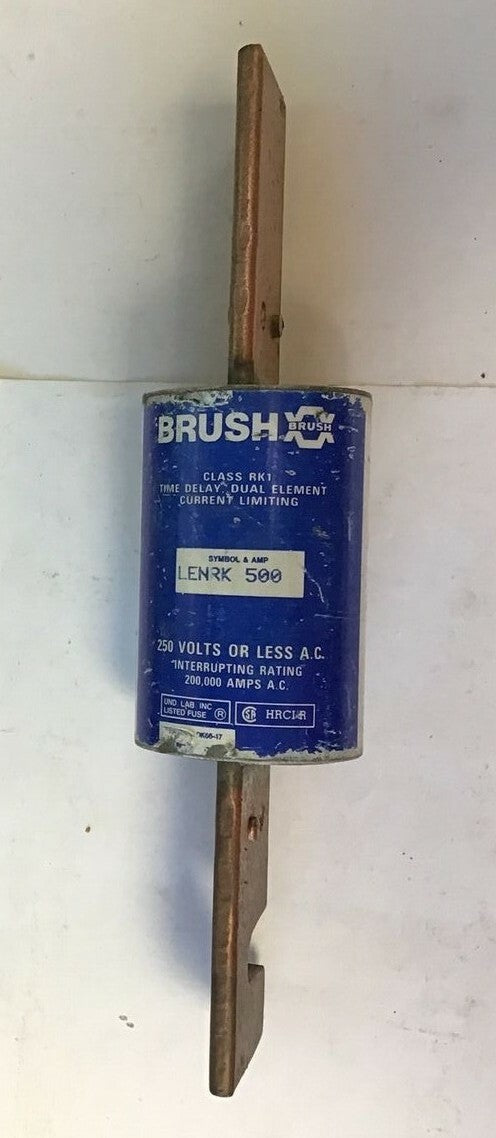 BRUSH BRUSH
CLASS RK1
TIME DELAY, DUAL ELEMENT
CURRENT LIMITING
SYMBOL & AMP
LENRK 500
250 VOLTS OR LESS A.C.
INTERRUPTING RATING
200,000 AMPS A.C.
UND. LAB. INC.
LISTED FUSE ® SA HRCI-R